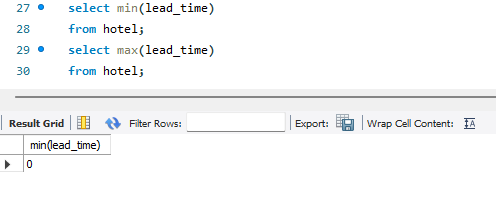 27 select min(lead_time)
28 from hotel;
29 select max(lead_time)
30 from hotel;
Result Grid Filter Rows: Export: Wrap Cell Content:
min(lead_time)
0